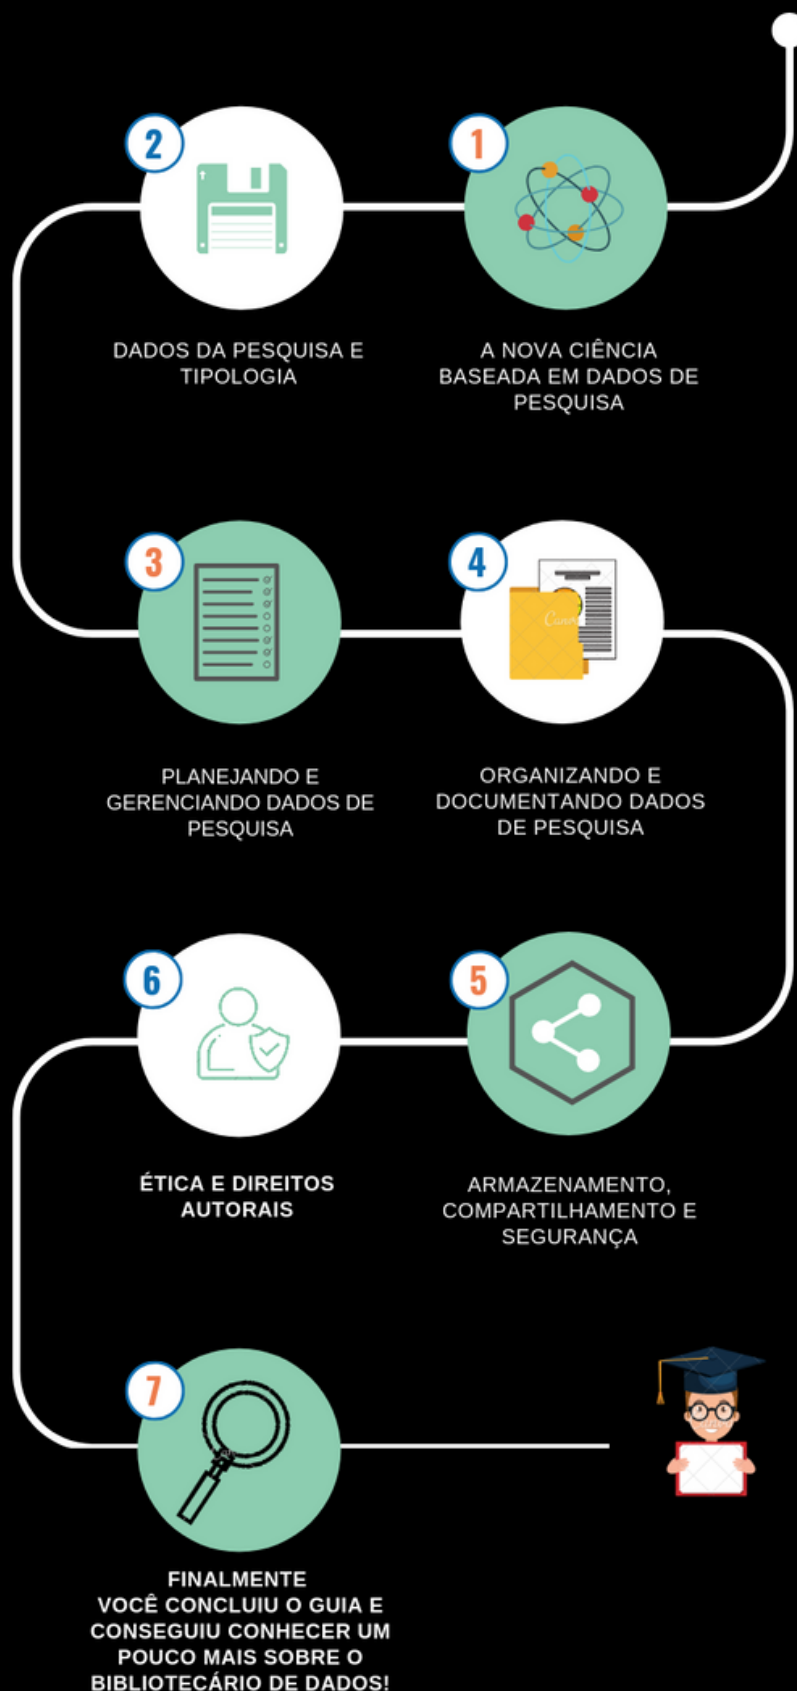 1
A NOVA CIÊNCIA
BASEADA EM DADOS DE
PESQUISA
2
DADOS DA PESQUISA E
TIPOLOGIA
3
PLANEJANDO E
GERENCIANDO DADOS DE
PESQUISA
4
Canva
ORGANIZANDO E
DOCUMENTANDO DADOS
DE PESQUISA
5
ARMAZENAMENTO,
COMPARTILHAMENTO E
SEGURANÇA
6
ÉTICA E DIREITOS
AUTORAIS
7
FINALMENTE
VOCÊ CONCLUIU O GUIA E
CONSEGUIU CONHECER UM
POUCO MAIS SOBRE O
BIBLIOTECÁRIO DE DADOS!